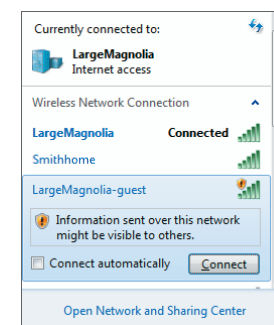 Currently connected to:
LargeMagnolia
Internet access
Wireless Network Connection
LargeMagnolia Connected
Smithhome
LargeMagnolia-guest
Information sent over this network
might be visible to others.
Connect automatically Connect
Open Network and Sharing Center